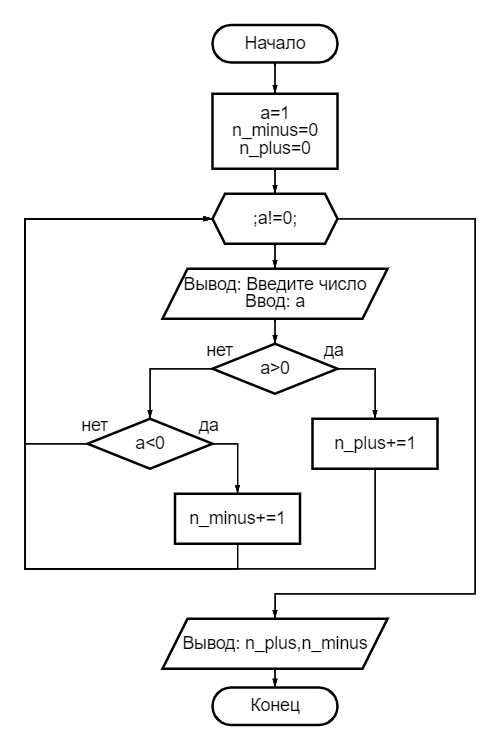 Начало
a=1
n_minus=0
n_plus=0
;a!=0;
Вывод: Введите число
Ввод: a
нет
да
a>0
нет
да
a<0
n_plus+=1
n_minus+=1
Вывод: n_plus,n_minus
Конец